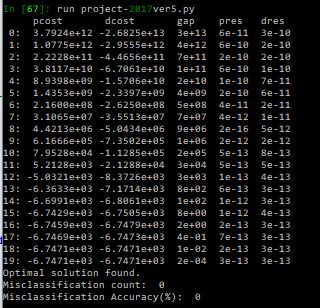 In [67]: run project-2017ver5.py
pcost dcost gap pres dres
0: 3.7924e+12 -2.6825e+13 3e+13 6e-11 3e-10
1: 1.0775e+12 -2.9555e+12 4e+12 6e-10 2e-10
2: 2.2228e+11 -4.4656e+11 7e+11 2e-10 2e-10
3: 3.8117e+10 -6.7061e+10 1e+11 6e-10 1e-10
4: 8.9398e+09 -1.5706e+10 2e+10 1e-10 7e-11
5: 1.4353e+09 -2.3397e+09 4e+09 2e-10 6e-11
6: 2.1600e+08 -2.6250e+08 5e+08 4e-11 2e-11
7: 3.1065e+07 -3.5513e+07 7e+07 4e-12 1e-11
8: 4.4213e+06 -5.0434e+06 9e+06 2e-16 5e-12
9: 6.1666e+05 -7.3502e+05 1e+06 2e-12 2e-12
10: 7.9528e+04 -1.1285e+05 2e+05 5e-13 8e-13
11: 5.2128e+03 -2.1288e+04 3e+04 5e-13 5e-13
12: -5.0321e+03 -8.3726e+03 3e+03 1e-13 4e-13
13: -6.3633e+03 -7.1714e+03 8e+02 6e-13 3e-13
14: -6.6991e+03 -6.8061e+03 1e+02 1e-12 3e-13
15: -6.7429e+03 -6.7505e+03 8e+00 1e-12 4e-13
16: -6.7459e+03 -6.7479e+03 2e+00 2e-13 3e-13
17: -6.7469e+03 -6.7473e+03 4e-01 7e-13 3e-13
18: -6.7471e+03 -6.7471e+03 1e-02 2e-13 3e-13
19: -6.7471e+03 -6.7471e+03 2e-04 3e-13 3e-13
Optimal solution found.
Misclassification count: 0
Misclassification Accuracy(%): 0